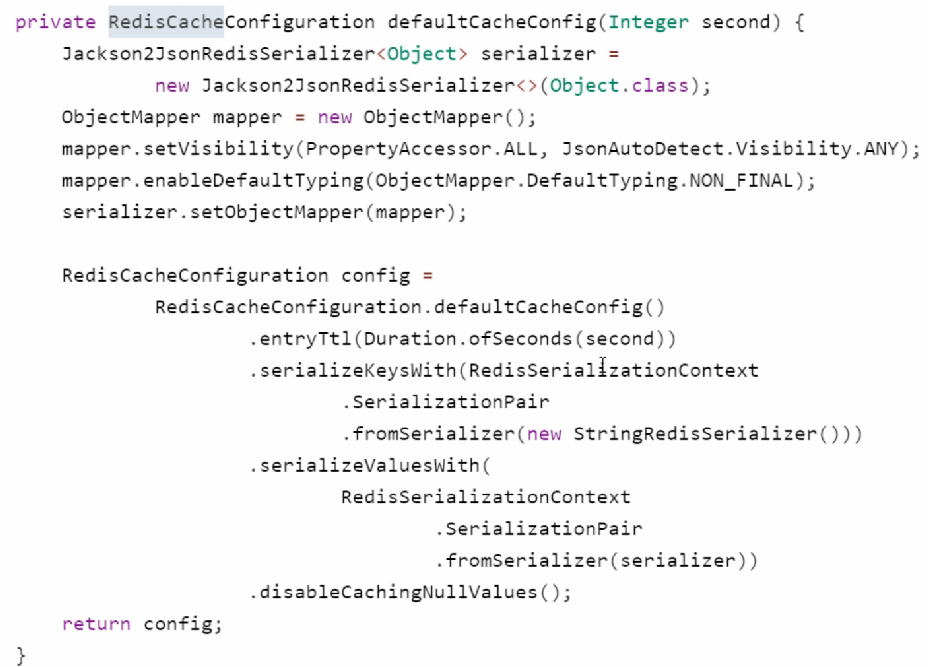 private RedisCacheConfiguration defaultCacheConfig(Integer second) {
    Jackson2JsonRedisSerializer<Object> serializer =
            new Jackson2JsonRedisSerializer<>(Object.class);
    ObjectMapper mapper = new ObjectMapper();
    mapper.setVisibility(PropertyAccessor.ALL, JsonAutoDetect.Visibility.ANY);
    mapper.enableDefaultTyping(ObjectMapper.DefaultTyping.NON_FINAL);
    serializer.setObjectMapper(mapper);

    RedisCacheConfiguration config =
            RedisCacheConfiguration.defaultCacheConfig()
                    .entryTtl(Duration.ofSeconds(second))
                    .serializeKeysWith(RedisSerializationContext
                            .SerializationPair
                            .fromSerializer(new StringRedisSerializer()))
                    .serializeValuesWith(
                            RedisSerializationContext
                                    .SerializationPair
                                    .fromSerializer(serializer))
                    .disableCachingNullValues();
    return config;
}